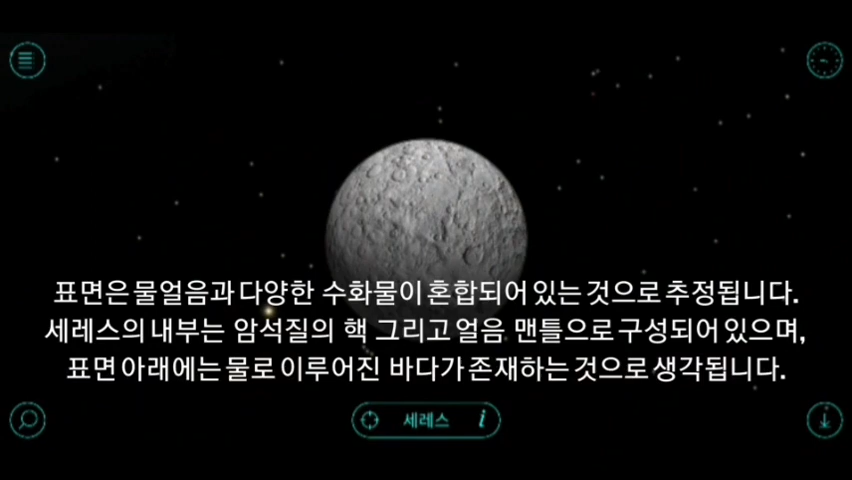 표면은 물얼음과 다양한 수화물이 혼합되어 있는 것으로 추정됩니다.
세레스의 내부는 암석질의 핵 그리고 얼음 맨틀으로 구성되어 있으며,
표면 아래에는 물로 이루어진 바다가 존재하는 것으로 생각됩니다.
세레스 i